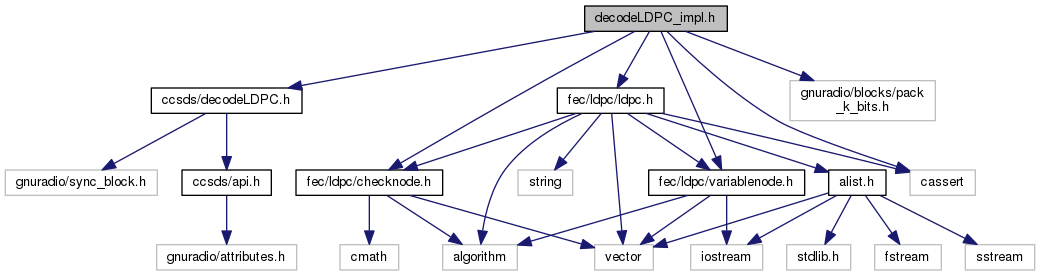 decodeLDPC_impl.h
ccsds/decodeLDPC.h
fec/ldpc/ldpc.h
gnuradio/blocks/pack
_k_bits.h
gnuradio/sync_block.h
ccsds/api.h
fec/ldpc/checknode.h
string
fec/ldpc/variablenode.h
alist.h
cassert
gnuradio/attributes.h
cmath
algorithm
vector
iostream
stdlib.h
fstream
sstream